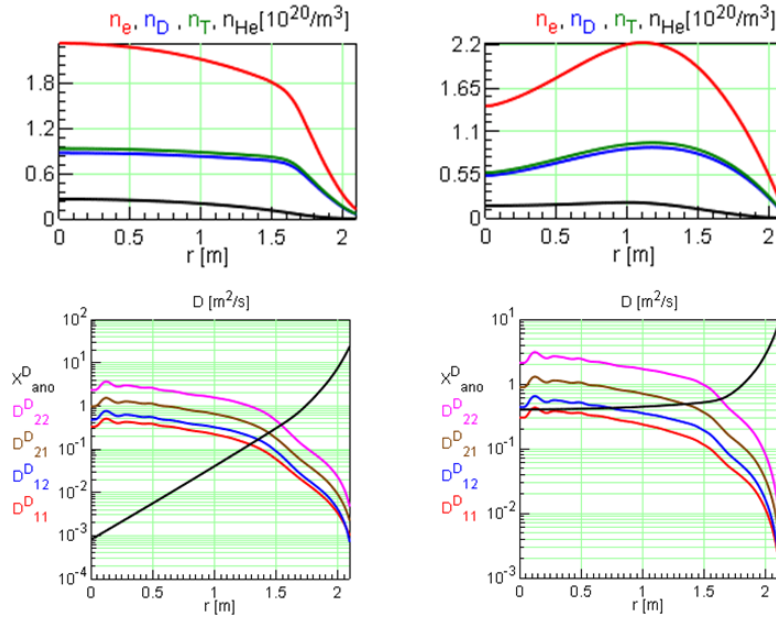 n_e, n_D , n_T, n_He[10^20/m^3]
1.8
1.2
0.6
0
0 0.5 1 1.5 2
r [m]
n_e, n_D , n_T, n_He[10^20/m^3]
2.2
1.65
1.1
0.55
0
0 0.5 1 1.5 2
r [m]
D [m^2/s]
10^2
10^1
10^0
10^-1
10^-2
10^-3
10^-4
X^D_ano
D^D_22
D^D_21
D^D_12
D^D_11
0 0.5 1 1.5 2
r [m]
D [m^2/s]
10^1
10^0
10^-1
10^-2
10^-3
X^D_ano
D^D_22
D^D_21
D^D_12
D^D_11
0 0.5 1 1.5 2
r [m]